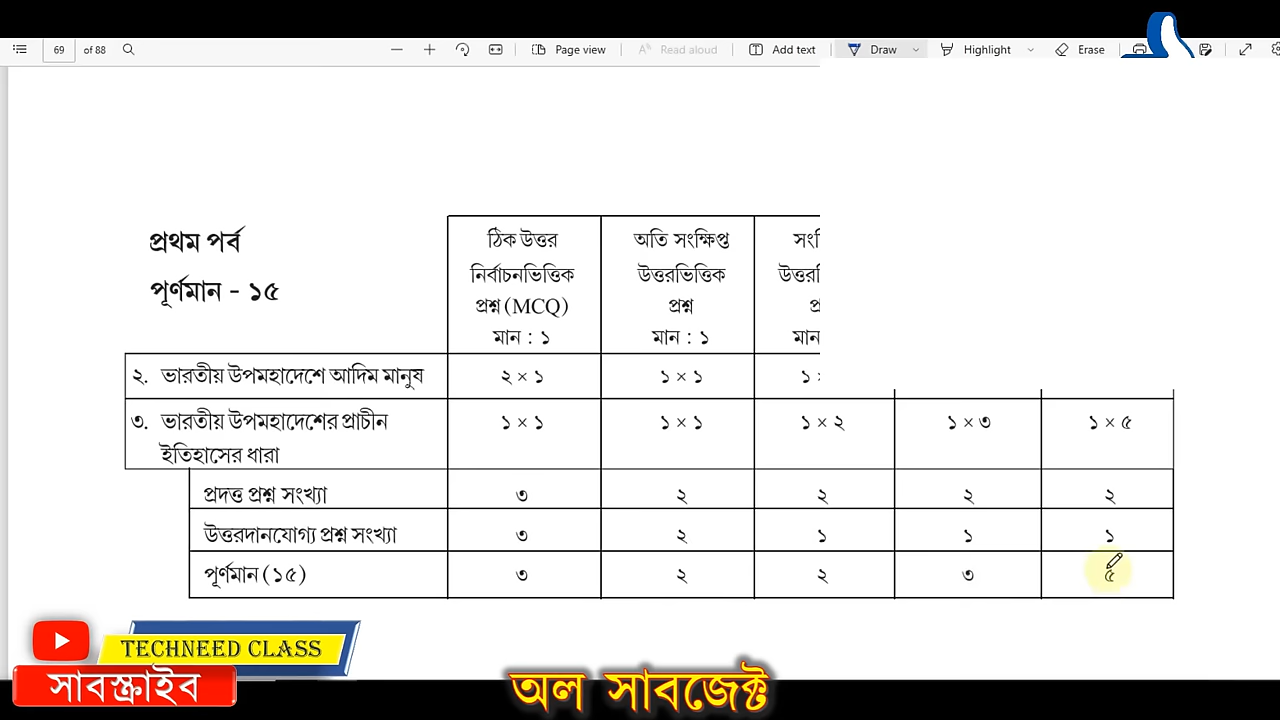 69 of 88 Page view Read aloud Add text Draw Highlight Erase
প্রথম পর্ব
পূর্ণমান - ১৫
ঠিক উত্তর
নির্বাচনভিত্তিক
প্রশ্ন (MCQ)
মান : ১
অতি সংক্ষিপ্ত
উত্তরভিত্তিক
প্রশ্ন
মান : ১
মান
২. ভারতীয় উপমহাদেশে আদিম মানুষ ২ × ১ ১ × ১ ১
৩. ভারতীয় উপমহাদেশের প্রাচীন ১ × ১ ১ × ১ ১ × ২ ১ × ৩ ১ × ৫
ইতিহাসের ধারা
প্রদত্ত প্রশ্ন সংখ্যা ৩ ২ ২ ২ ২
উত্তরদানযোগ্য প্রশ্ন সংখ্যা ৩ ২ ১ ১ ১
পূর্ণমান (১৫) ৩ ২ ২ ৩ ৫
TECHNEED CLASS
সাবস্ক্রাইব
অল সাবজেক্ট